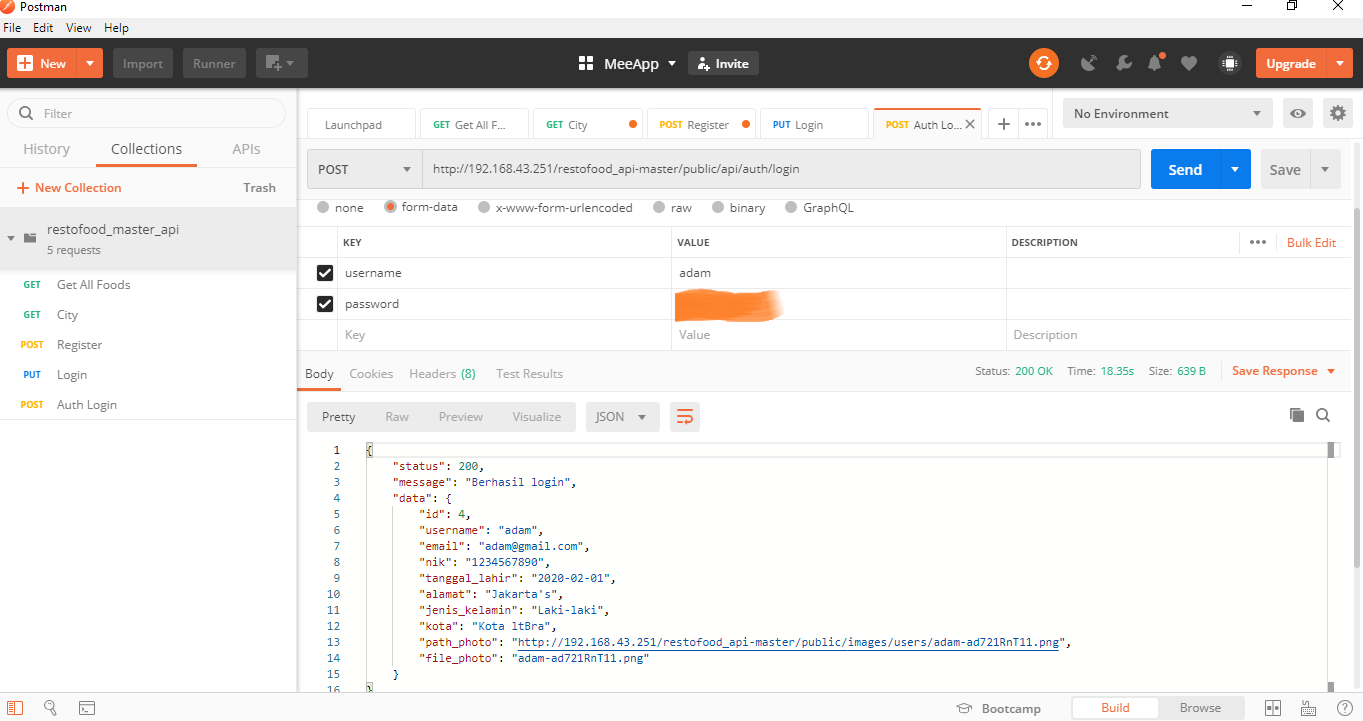 Postman
File Edit View Help
New Import Runner MeeApp Invite Upgrade
Filter
History Collections APIs
New Collection Trash
restofood_master_api
5 requests
GET Get All Foods
GET City
POST Register
PUT Login
POST Auth Login
Launchpad GET Get All F... GET City POST Register PUT Login POST Auth Lo... No Environment
POST http://192.168.43.251/restofood_api-master/public/api/auth/login Send Save
none form-data x-www-form-urlencoded raw binary GraphQL
KEY VALUE DESCRIPTION Bulk Edit
username adam
password
Key Value Description
Body Cookies Headers (8) Test Results Status: 200 OK Time: 18.35s Size: 639 B Save Response
Pretty Raw Preview Visualize JSON
1 {
2 "status": 200,
3 "message": "Berhasil login",
4 "data": {
5 "id": 4,
6 "username": "adam",
7 "email": "adam@gmail.com",
8 "nik": "1234567890",
9 "tanggal_lahir": "2020-02-01",
10 "alamat": "Jakarta's",
11 "jenis_kelamin": "Laki-laki",
12 "kota": "Kota ltBra",
13 "path_photo": "http://192.168.43.251/restofood_api-master/public/images/users/adam-ad721RnT11.png",
14 "file_photo": "adam-ad721RnT11.png"
15 }
16 }
Bootcamp Build Browse